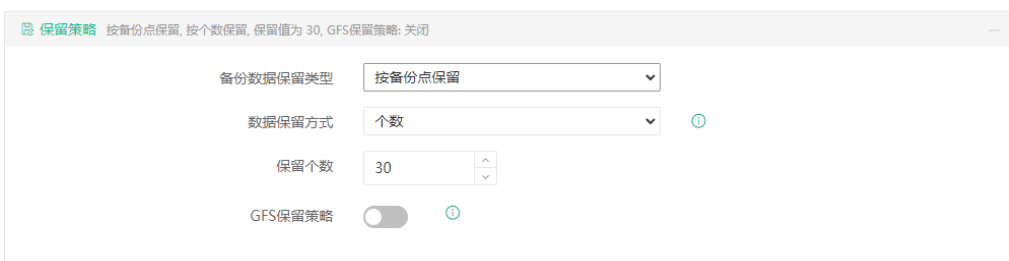 保留策略 按备份点保留, 按个数保留, 保留值为 30, GFS保留策略: 关闭
备份数据保留类型 按备份点保留
数据保留方式 个数
保留个数 30
GFS保留策略